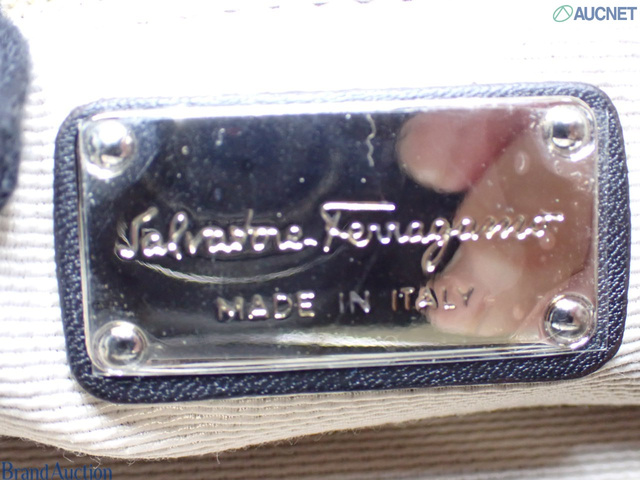 AUCNET
Salvatore Ferragamo
MADE IN ITALY
Brand Auction